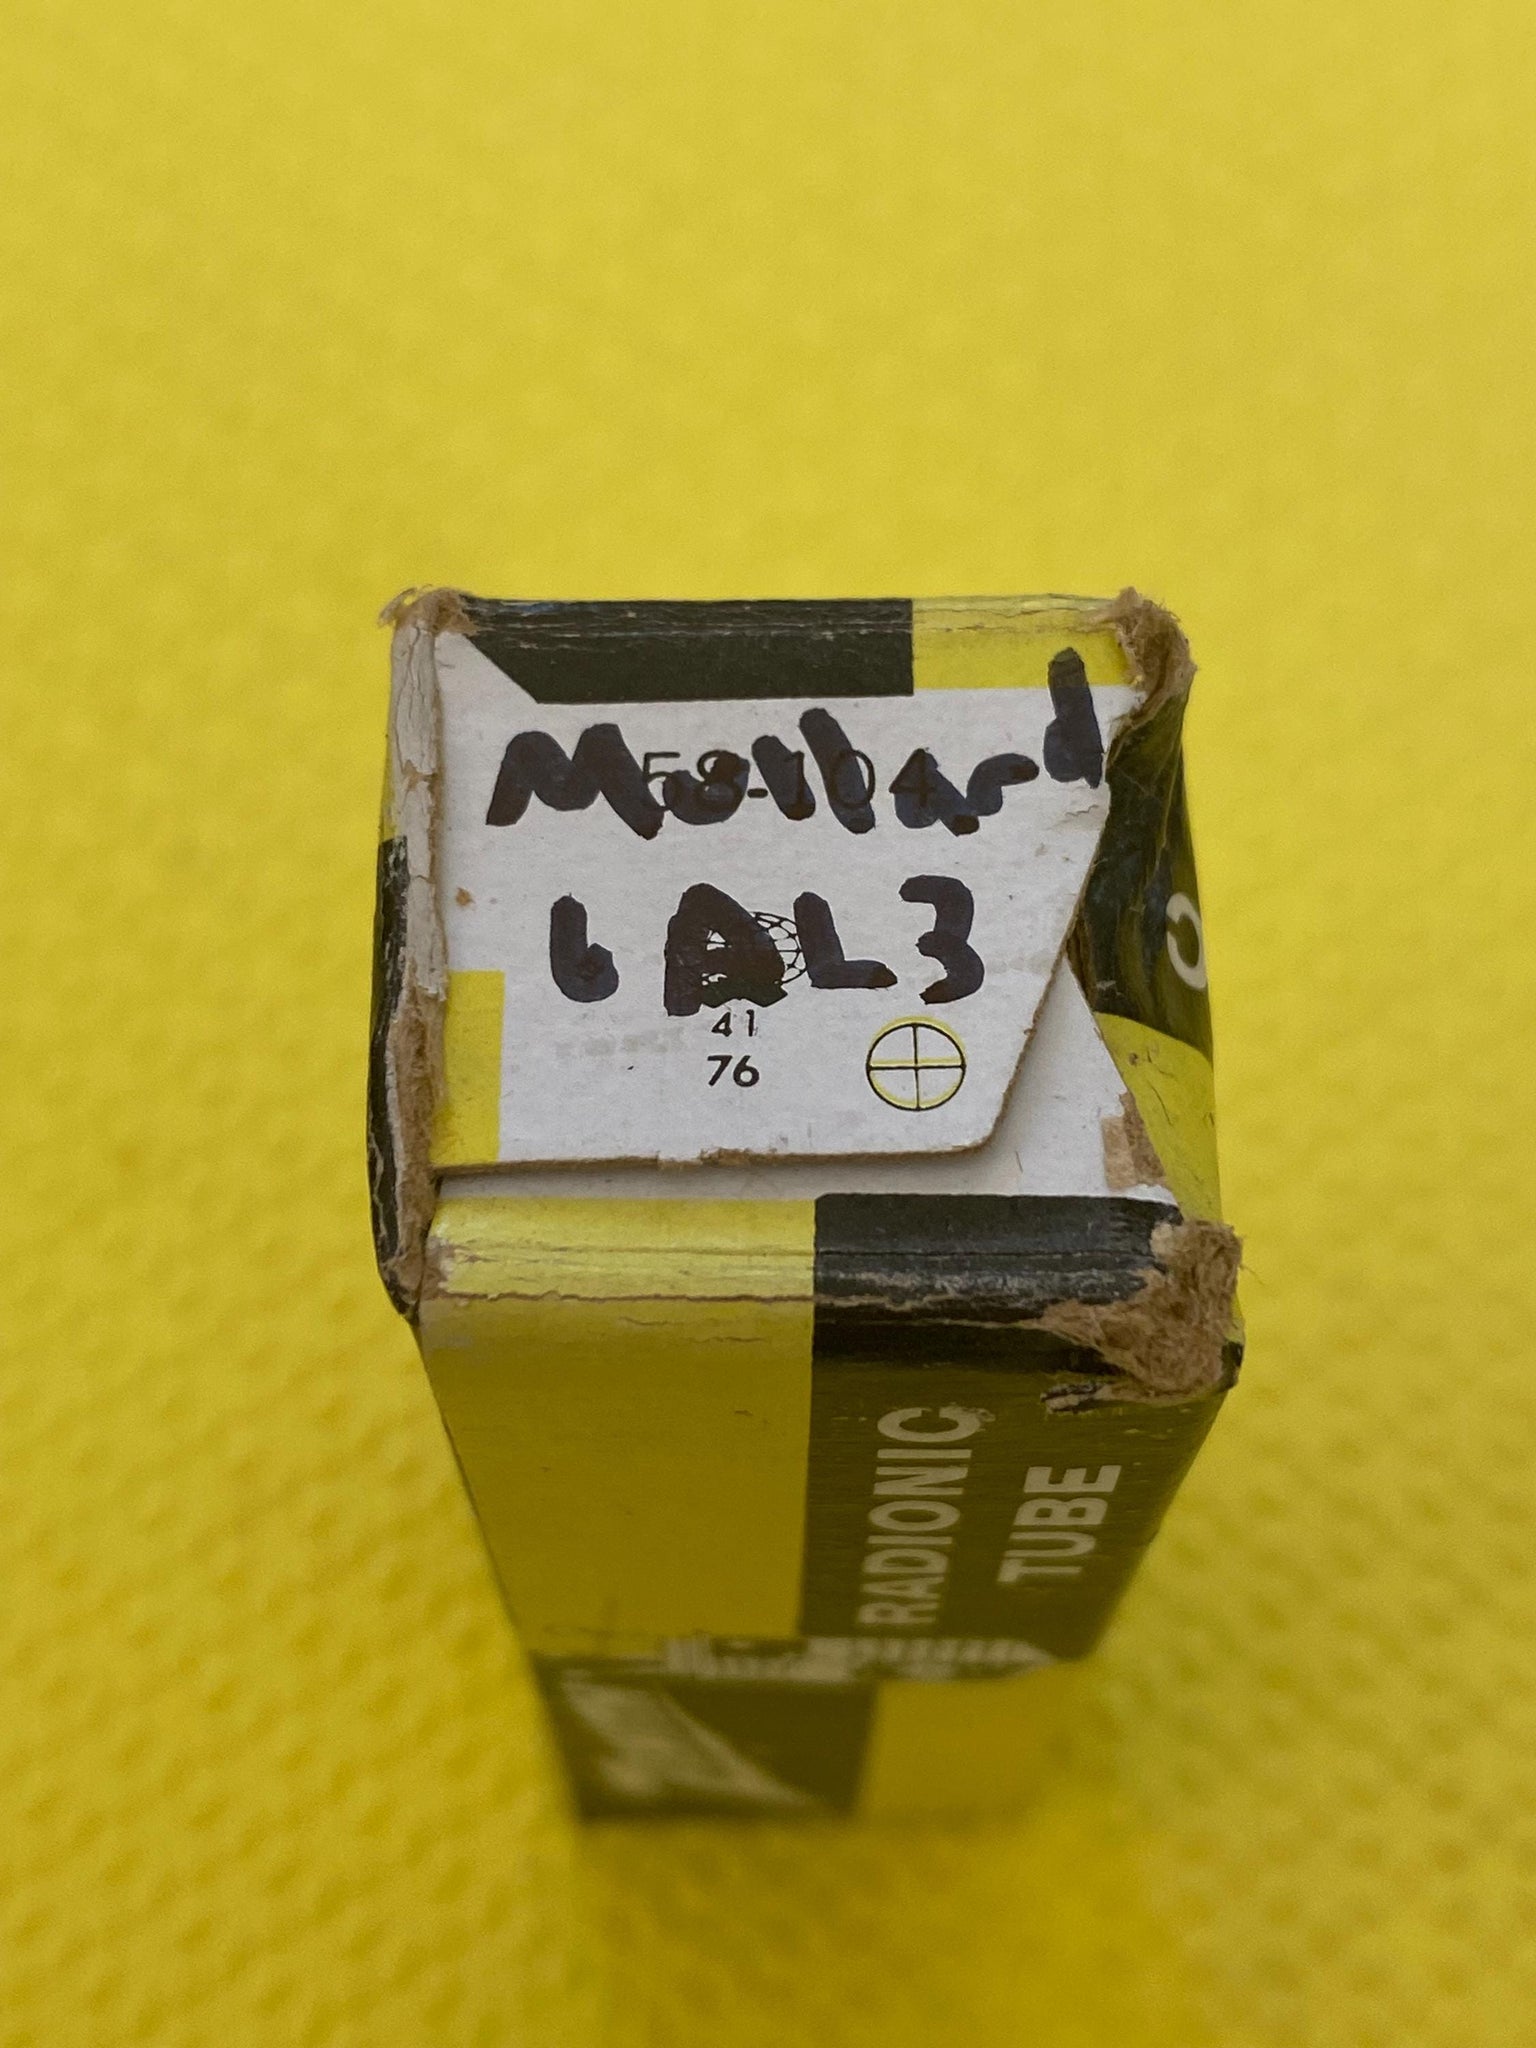 Mullard
58-104
6AL3
41
76
RADIONIC
TUBE